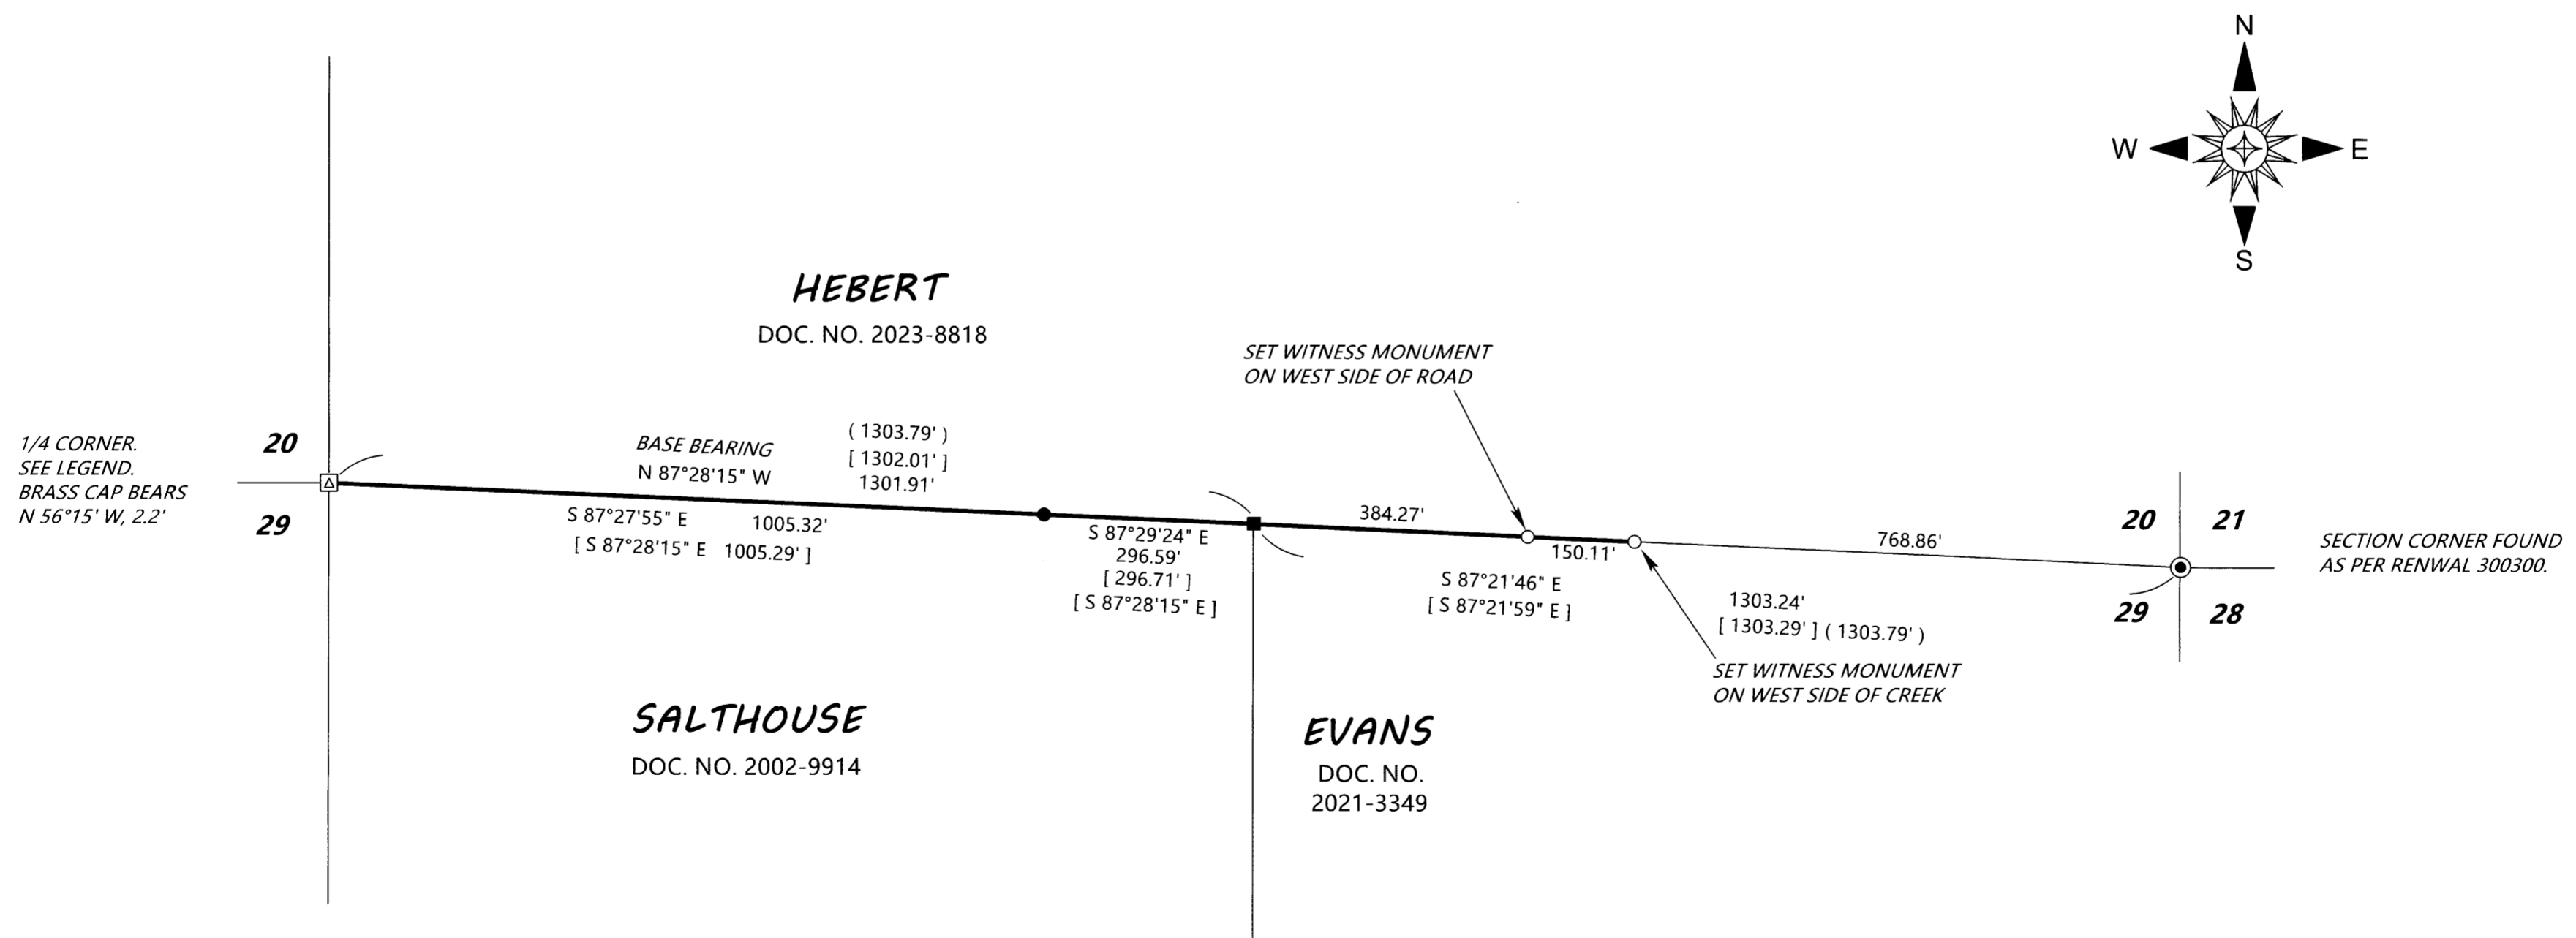 N
W
E
S
HEBERT
DOC. NO. 2023-8818
SET WITNESS MONUMENT
ON WEST SIDE OF ROAD
1/4 CORNER.
SEE LEGEND.
BRASS CAP BEARS
N 56°15' W, 2.2'
20
29
BASE BEARING
N 87°28'15" W
( 1303.79' )
[ 1302.01' ]
1301.91'
S 87°27'55" E 1005.32'
[ S 87°28'15" E 1005.29' ]
S 87°29'24" E
296.59'
[ 296.71' ]
[ S 87°28'15" E ]
384.27'
150.11'
S 87°21'46" E
[ S 87°21'59" E ]
768.86'
1303.24'
[ 1303.29' ] ( 1303.79' )
SET WITNESS MONUMENT
ON WEST SIDE OF CREEK
20
21
29
28
SECTION CORNER FOUND
AS PER RENWAL 300300.
SALTHOUSE
DOC. NO. 2002-9914
EVANS
DOC. NO.
2021-3349